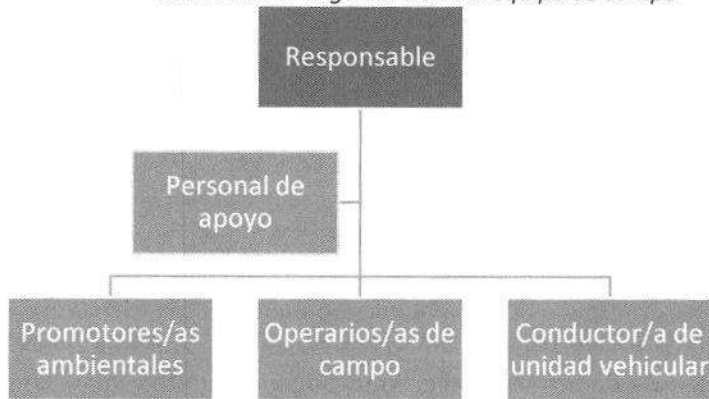 Responsable
Personal de
apoyo
Promotores/as
ambientales
Operarios/as de
campo
Conductor/a de
unidad vehicular